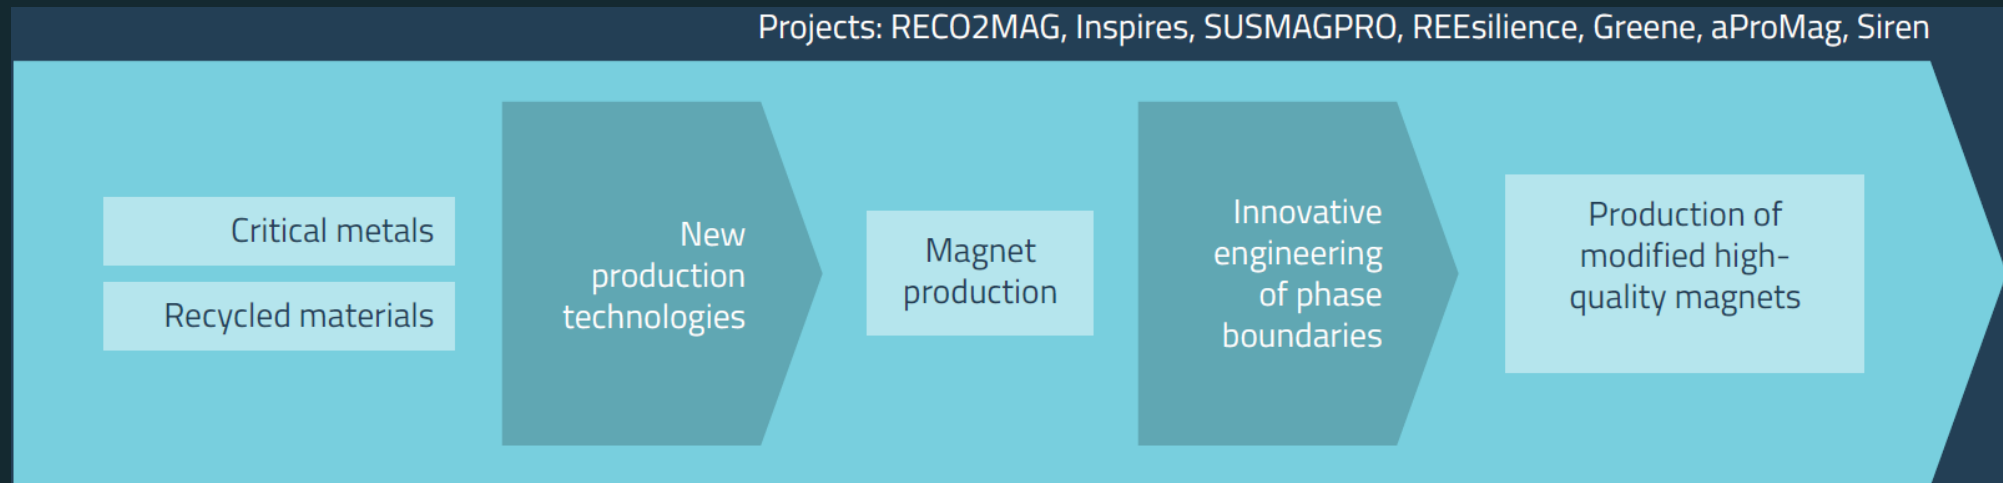 Projects: RECO2MAG, Inspires, SUSMAGPRO, REEsilience, Greene, aProMag, Siren
Critical metals
Recycled materials
New
production
technologies
Magnet
production
Innovative
engineering
of phase
boundaries
Production of
modified high-
quality magnets